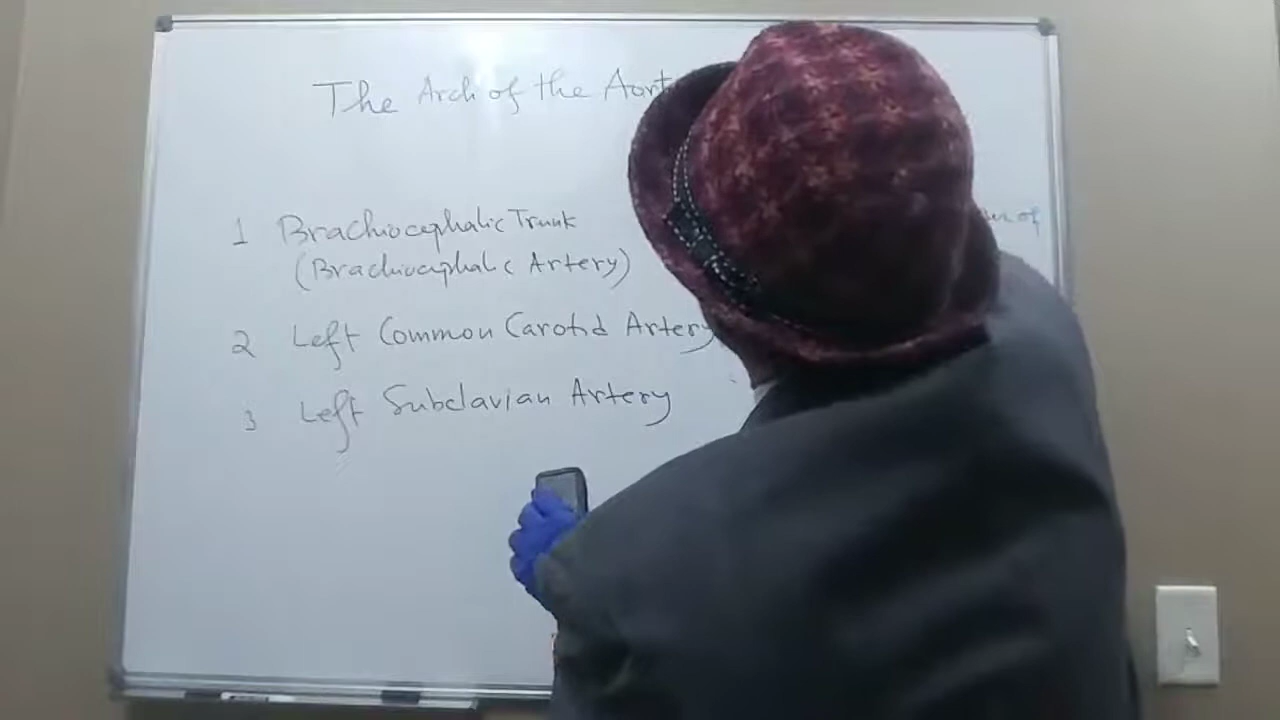 The Arch of the Aorta
1 Brachiocephalic Trunk
(Brachiocephalic Artery)
of
2 Left Common Carotid Artery
3 Left Subclavian Artery